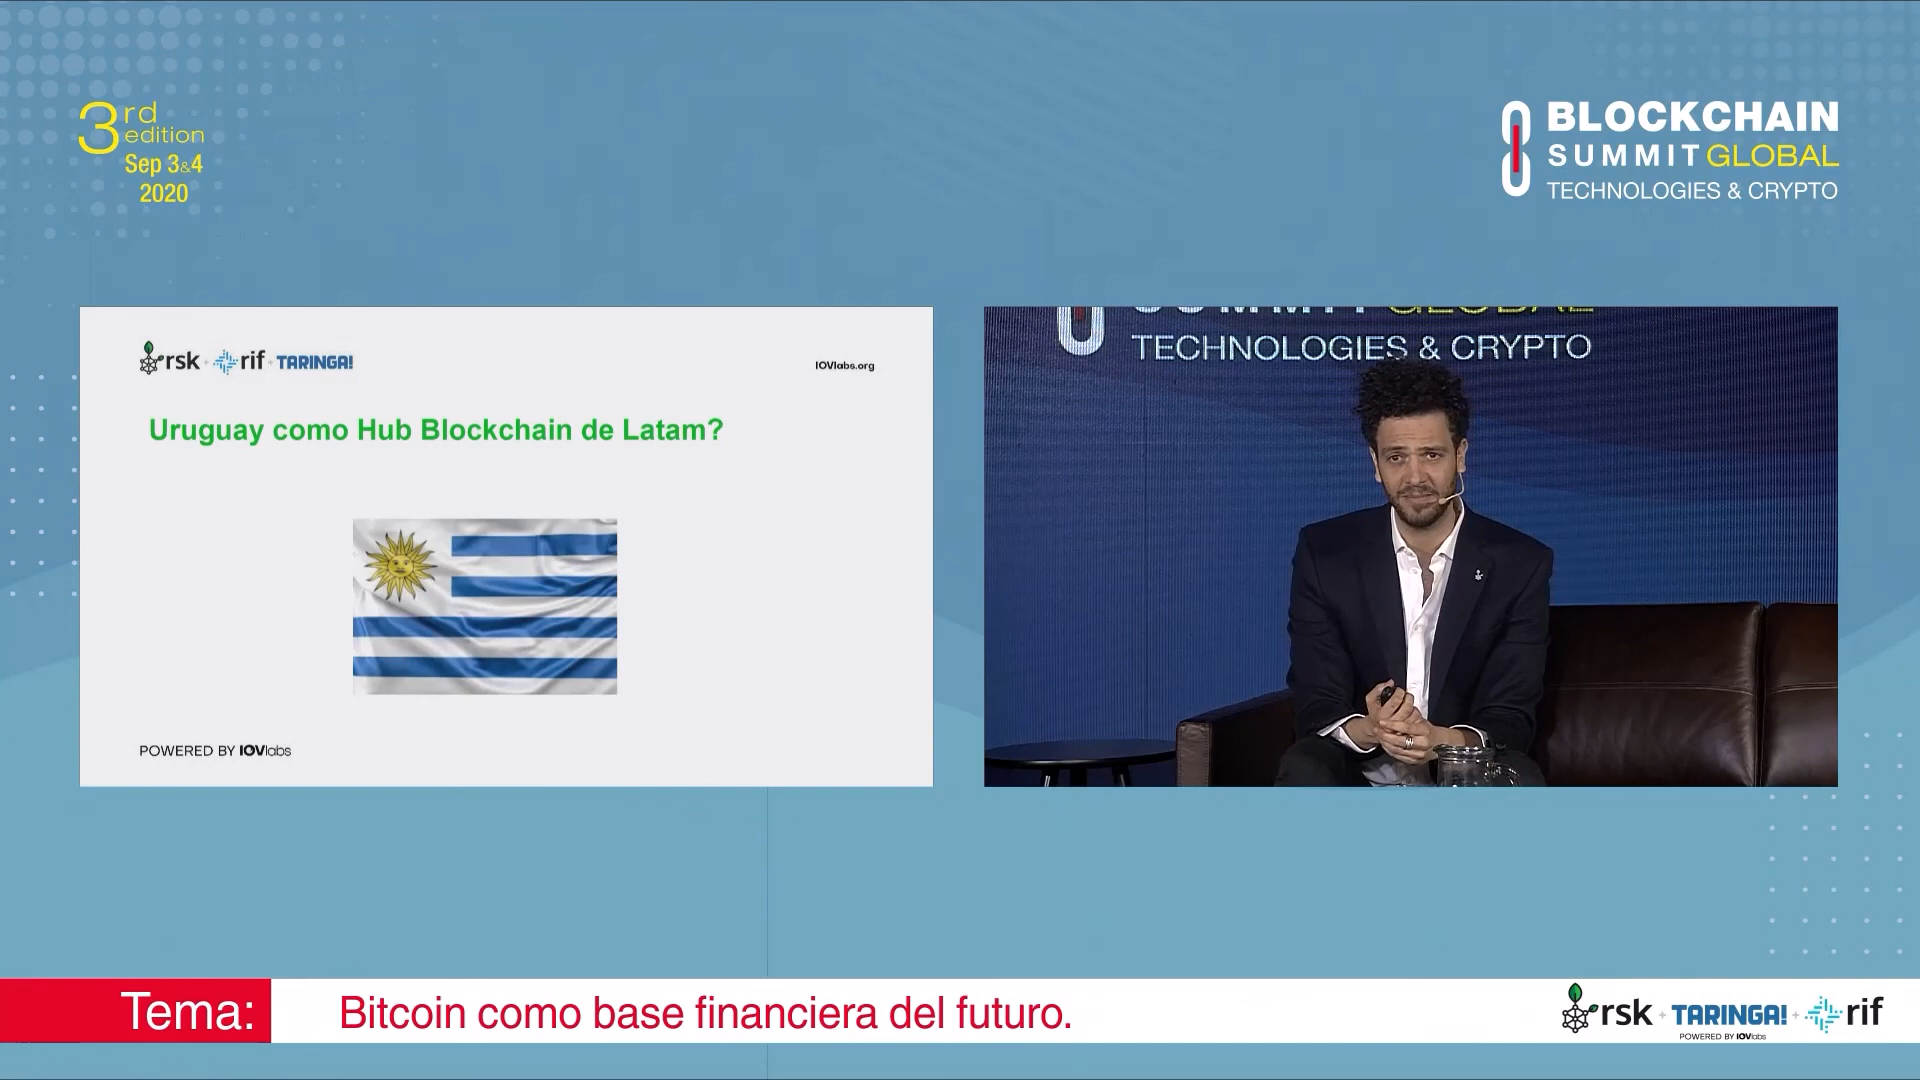 3rd
edition
Sep 3&4
2020
BLOCKCHAIN
SUMMIT GLOBAL
TECHNOLOGIES & CRYPTO
rsk + rif + TARINGA!
IOVlabs.org
Uruguay como Hub Blockchain de Latam?
POWERED BY IOVlabs
SUMMIT GLOBAL
TECHNOLOGIES & CRYPTO
Tema:
Bitcoin como base financiera del futuro.
rsk + TARINGA! + rif
POWERED BY IOVlabs